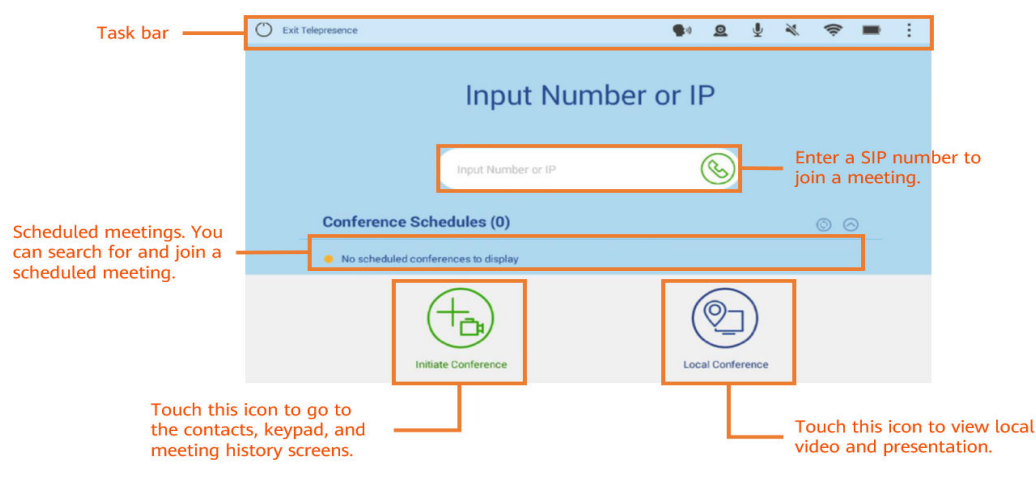 Task bar
Exit Telepresence
Input Number or IP
Input Number or IP
Enter a SIP number to
join a meeting.
Conference Schedules (0)
Scheduled meetings. You
can search for and join a
scheduled meeting.
No scheduled conferences to display
Initiate Conference
Local Conference
Touch this icon to go to
the contacts, keypad, and
meeting history screens.
Touch this icon to view local
video and presentation.